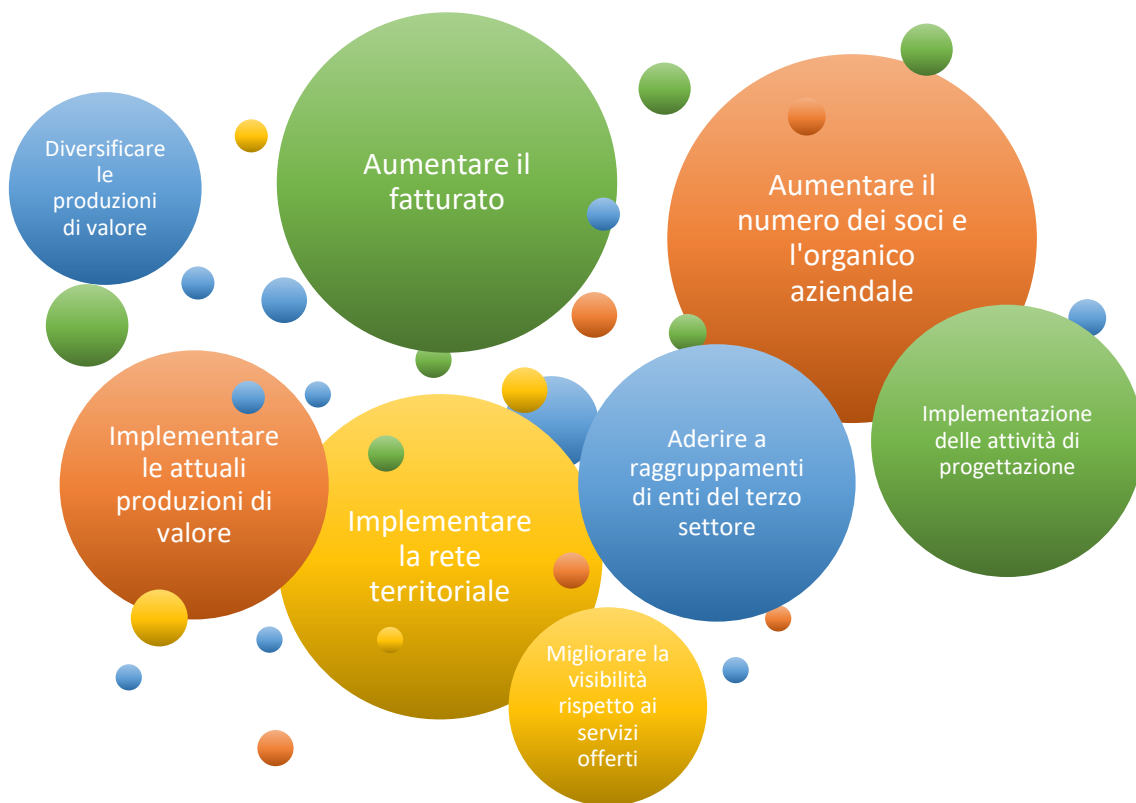 Diversificare
le
produzioni
di valore
Aumentare il
fatturato
Aumentare il
numero dei soci e
l'organico
aziendale
Implementare
le attuali
produzioni di
valore
Implementare
la rete
territoriale
Aderire a
raggruppamenti
di enti del terzo
settore
Implementazione
delle attività di
progettazione
Migliorare la
visibilità
rispetto ai
servizi
offerti